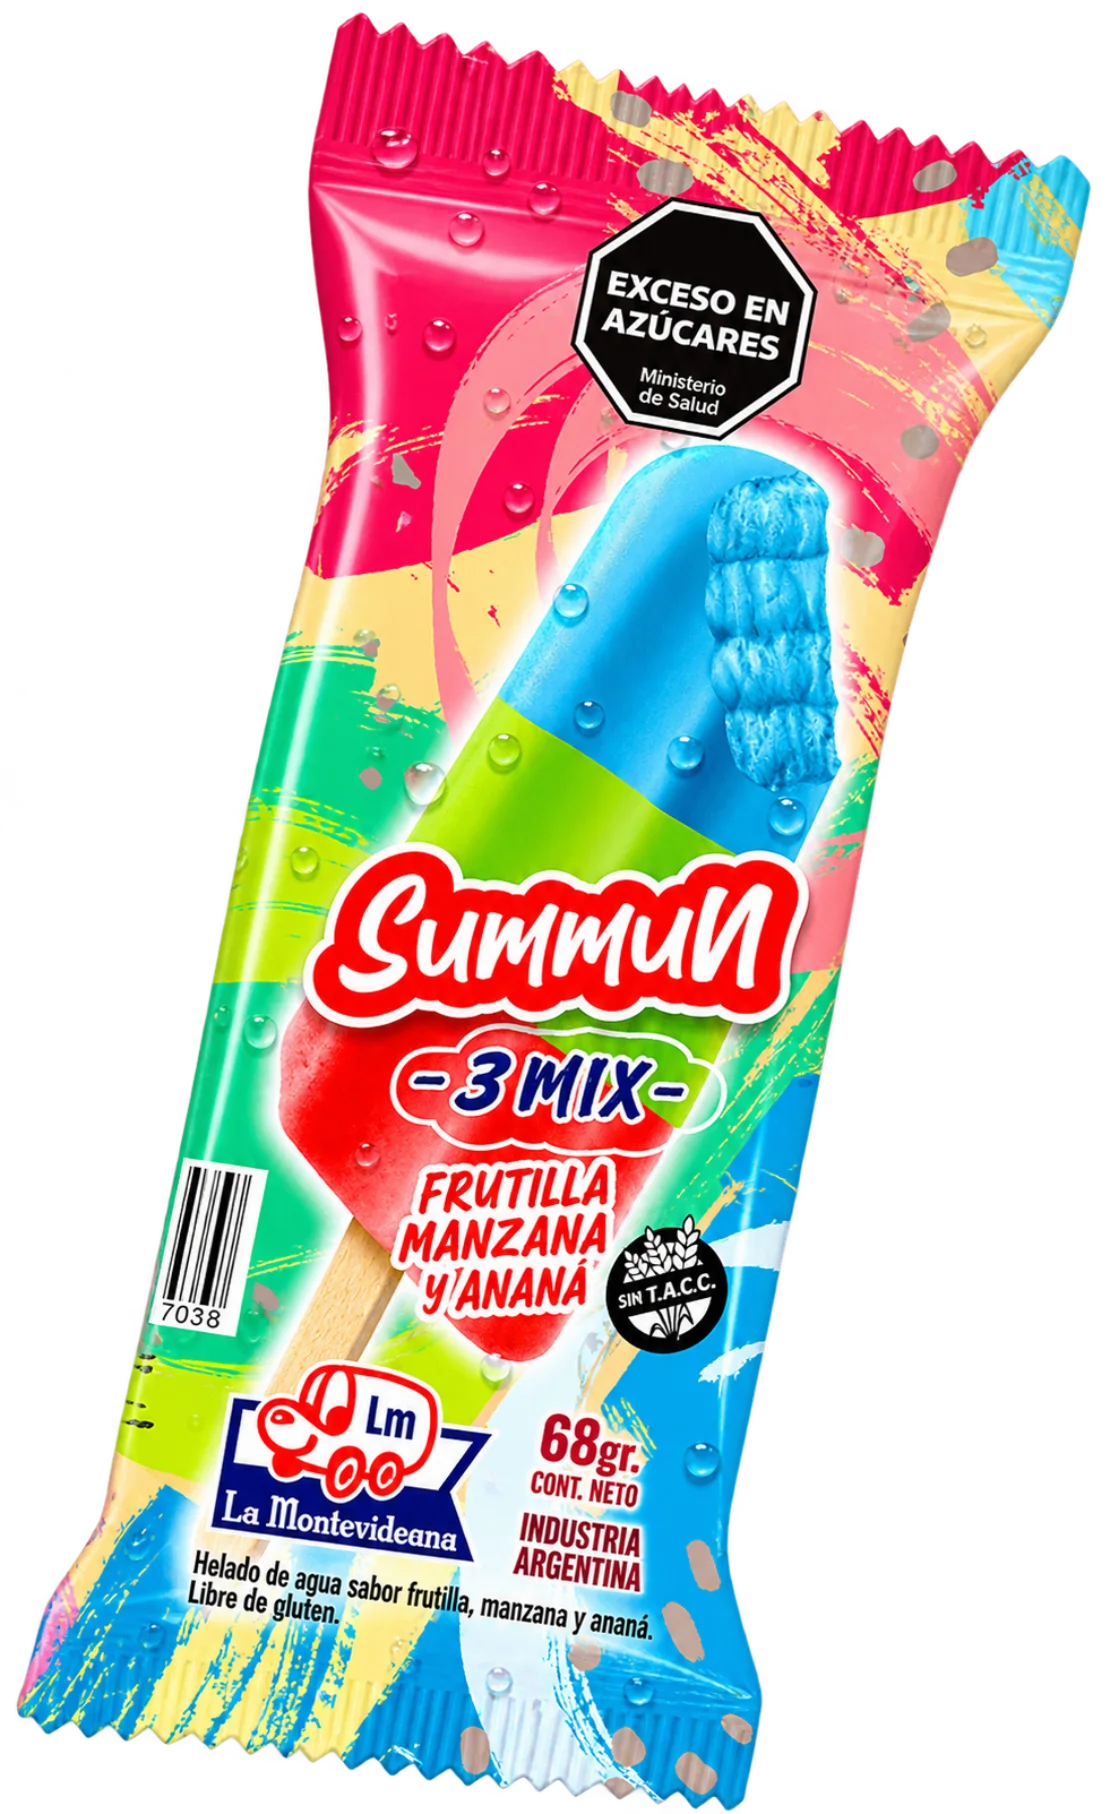 EXCESO EN
AZÚCARES
Ministerio
de Salud
Summun
- 3 MIX -
FRUTILLA
MANZANA
y ANANÁ
SIN T.A.C.C.
7038
Lm
La Montevideana
68gr.
CONT. NETO
INDUSTRIA
ARGENTINA
Helado de agua sabor frutilla, manzana y ananá.
Libre de gluten.